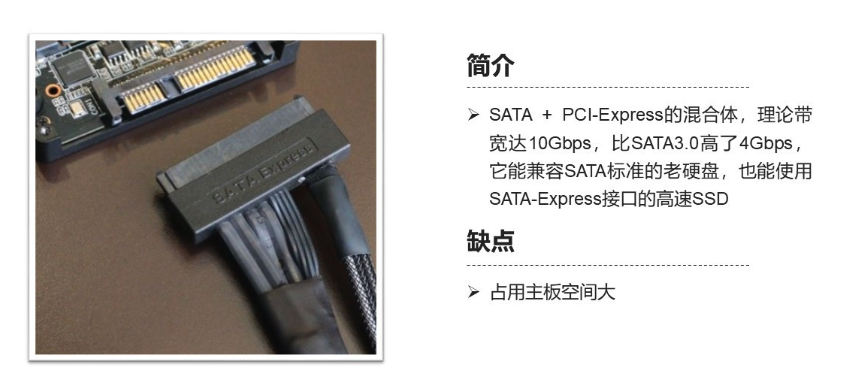 SATA Express
CON1
简介
➢ SATA + PCI-Express的混合体，理论带
宽达10Gbps，比SATA3.0高了4Gbps，
它能兼容SATA标准的老硬盘，也能使用
SATA-Express接口的高速SSD
缺点
➢ 占用主板空间大